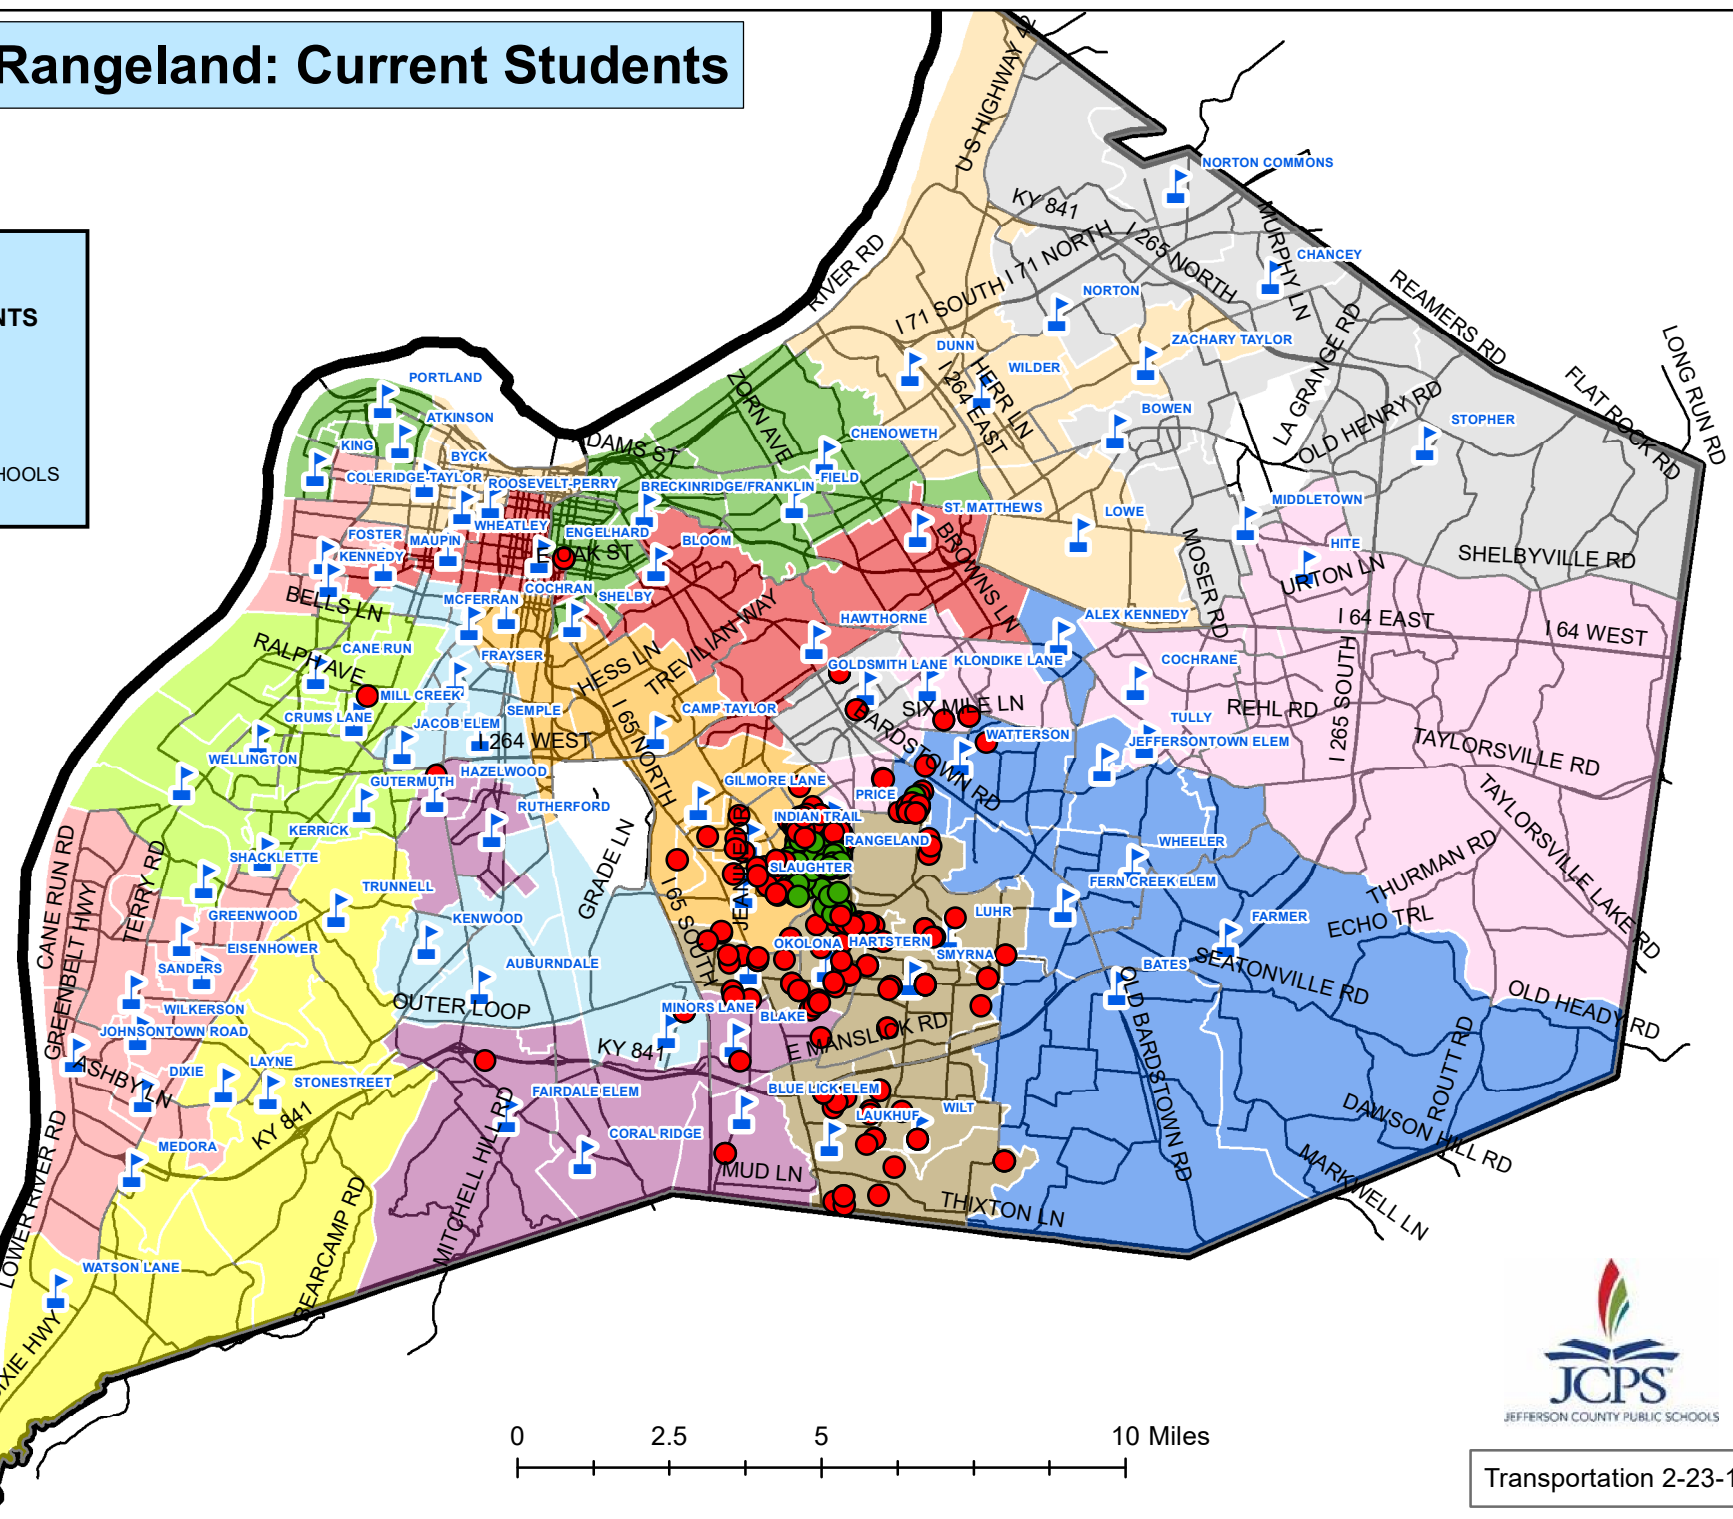 Rangeland: Current Students
NTS
HOOLS
U S HIGHWAY 42
NORTON COMMONS
KY 841
I 71 NORTH
I 265 NORTH
MURPHY LN
CHANCEY
RIVER RD
I 71 SOUTH
NORTON
REAMERS RD
LONG RUN RD
DUNN
HERR LN
WILDER
ZACHARY TAYLOR
LA GRANGE RD
FLAT ROCK RD
PORTLAND
ZORN AVE
I 264 EAST
BOWEN
OLD HENRY RD
STOPHER
ATKINSON
ADAMS ST
CHENOWETH
KING
BYCK
COLERIDGE-TAYLOR
ROOSEVELT-PERRY
BRECKINRIDGE/FRANKLIN
FIELD
ST. MATTHEWS
LOWE
MIDDLETOWN
FOSTER
MAUPIN
WHEATLEY
ENGELHARD
BLOOM
BROWNS LN
MOSER RD
HITE
SHELBYVILLE RD
KENNEDY
E OAK ST
URTON LN
BELLS LN
MCFERRAN
COCHRAN
SHELBY
HAWTHORNE
ALEX KENNEDY
I 64 EAST
I 64 WEST
RALPH AVE
CANE RUN
FRAYSER
HESS LN
TREVILIAN WAY
GOLDSMITH LANE
KLONDIKE LANE
COCHRANE
MILL CREEK
CRUMS LANE
JACOB ELEM
SEMPLE
I 65 NORTH
CAMP TAYLOR
SIX MILE LN
BARDSTOWN RD
TULLY
REHL RD
I 265 SOUTH
I 264 WEST
WATTERSON
JEFFERSONTOWN ELEM
TAYLORSVILLE RD
WELLINGTON
GUTERMUTH
HAZELWOOD
GILMORE LANE
PRICE
RUTHERFORD
INDIAN TRAIL
TAYLORSVILLE LAKE RD
KERRICK
RANGELAND
WHEELER
CANE RUN RD
TERRY RD
SHACKLETTE
GRADE LN
JEANINE DR
SLAUGHTER
THURMAN RD
GREENBELT HWY
TRUNNELL
I 65 SOUTH
FERN CREEK ELEM
GREENWOOD
KENWOOD
LUHR
FARMER
ECHO TRL
EISENHOWER
OKOLONA
HARTSTERN
SMYRNA
SANDERS
AUBURNDALE
BATES
SEATONVILLE RD
WILKERSON
OUTER LOOP
MINORS LANE
BLAKE
OLD BARDSTOWN RD
OLD HEADY RD
JOHNSONTOWN ROAD
KY 841
E MANSLICK RD
ROUTT RD
ASHBY LN
DIXIE
LAYNE
STONESTREET
FAIRDALE ELEM
BLUE LICK ELEM
LAUKHUF
WILT
DAWSON HILL RD
LOWER RIVER RD
KY 841
MITCHELL HILL RD
CORAL RIDGE
MEDORA
MUD LN
MARKWELL LN
BEARCAMP RD
THIXTON LN
WATSON LANE
DIXIE HWY
JCPS
JEFFERSON COUNTY PUBLIC SCHOOLS
0 2.5 5 10 Miles
Transportation 2-23-1